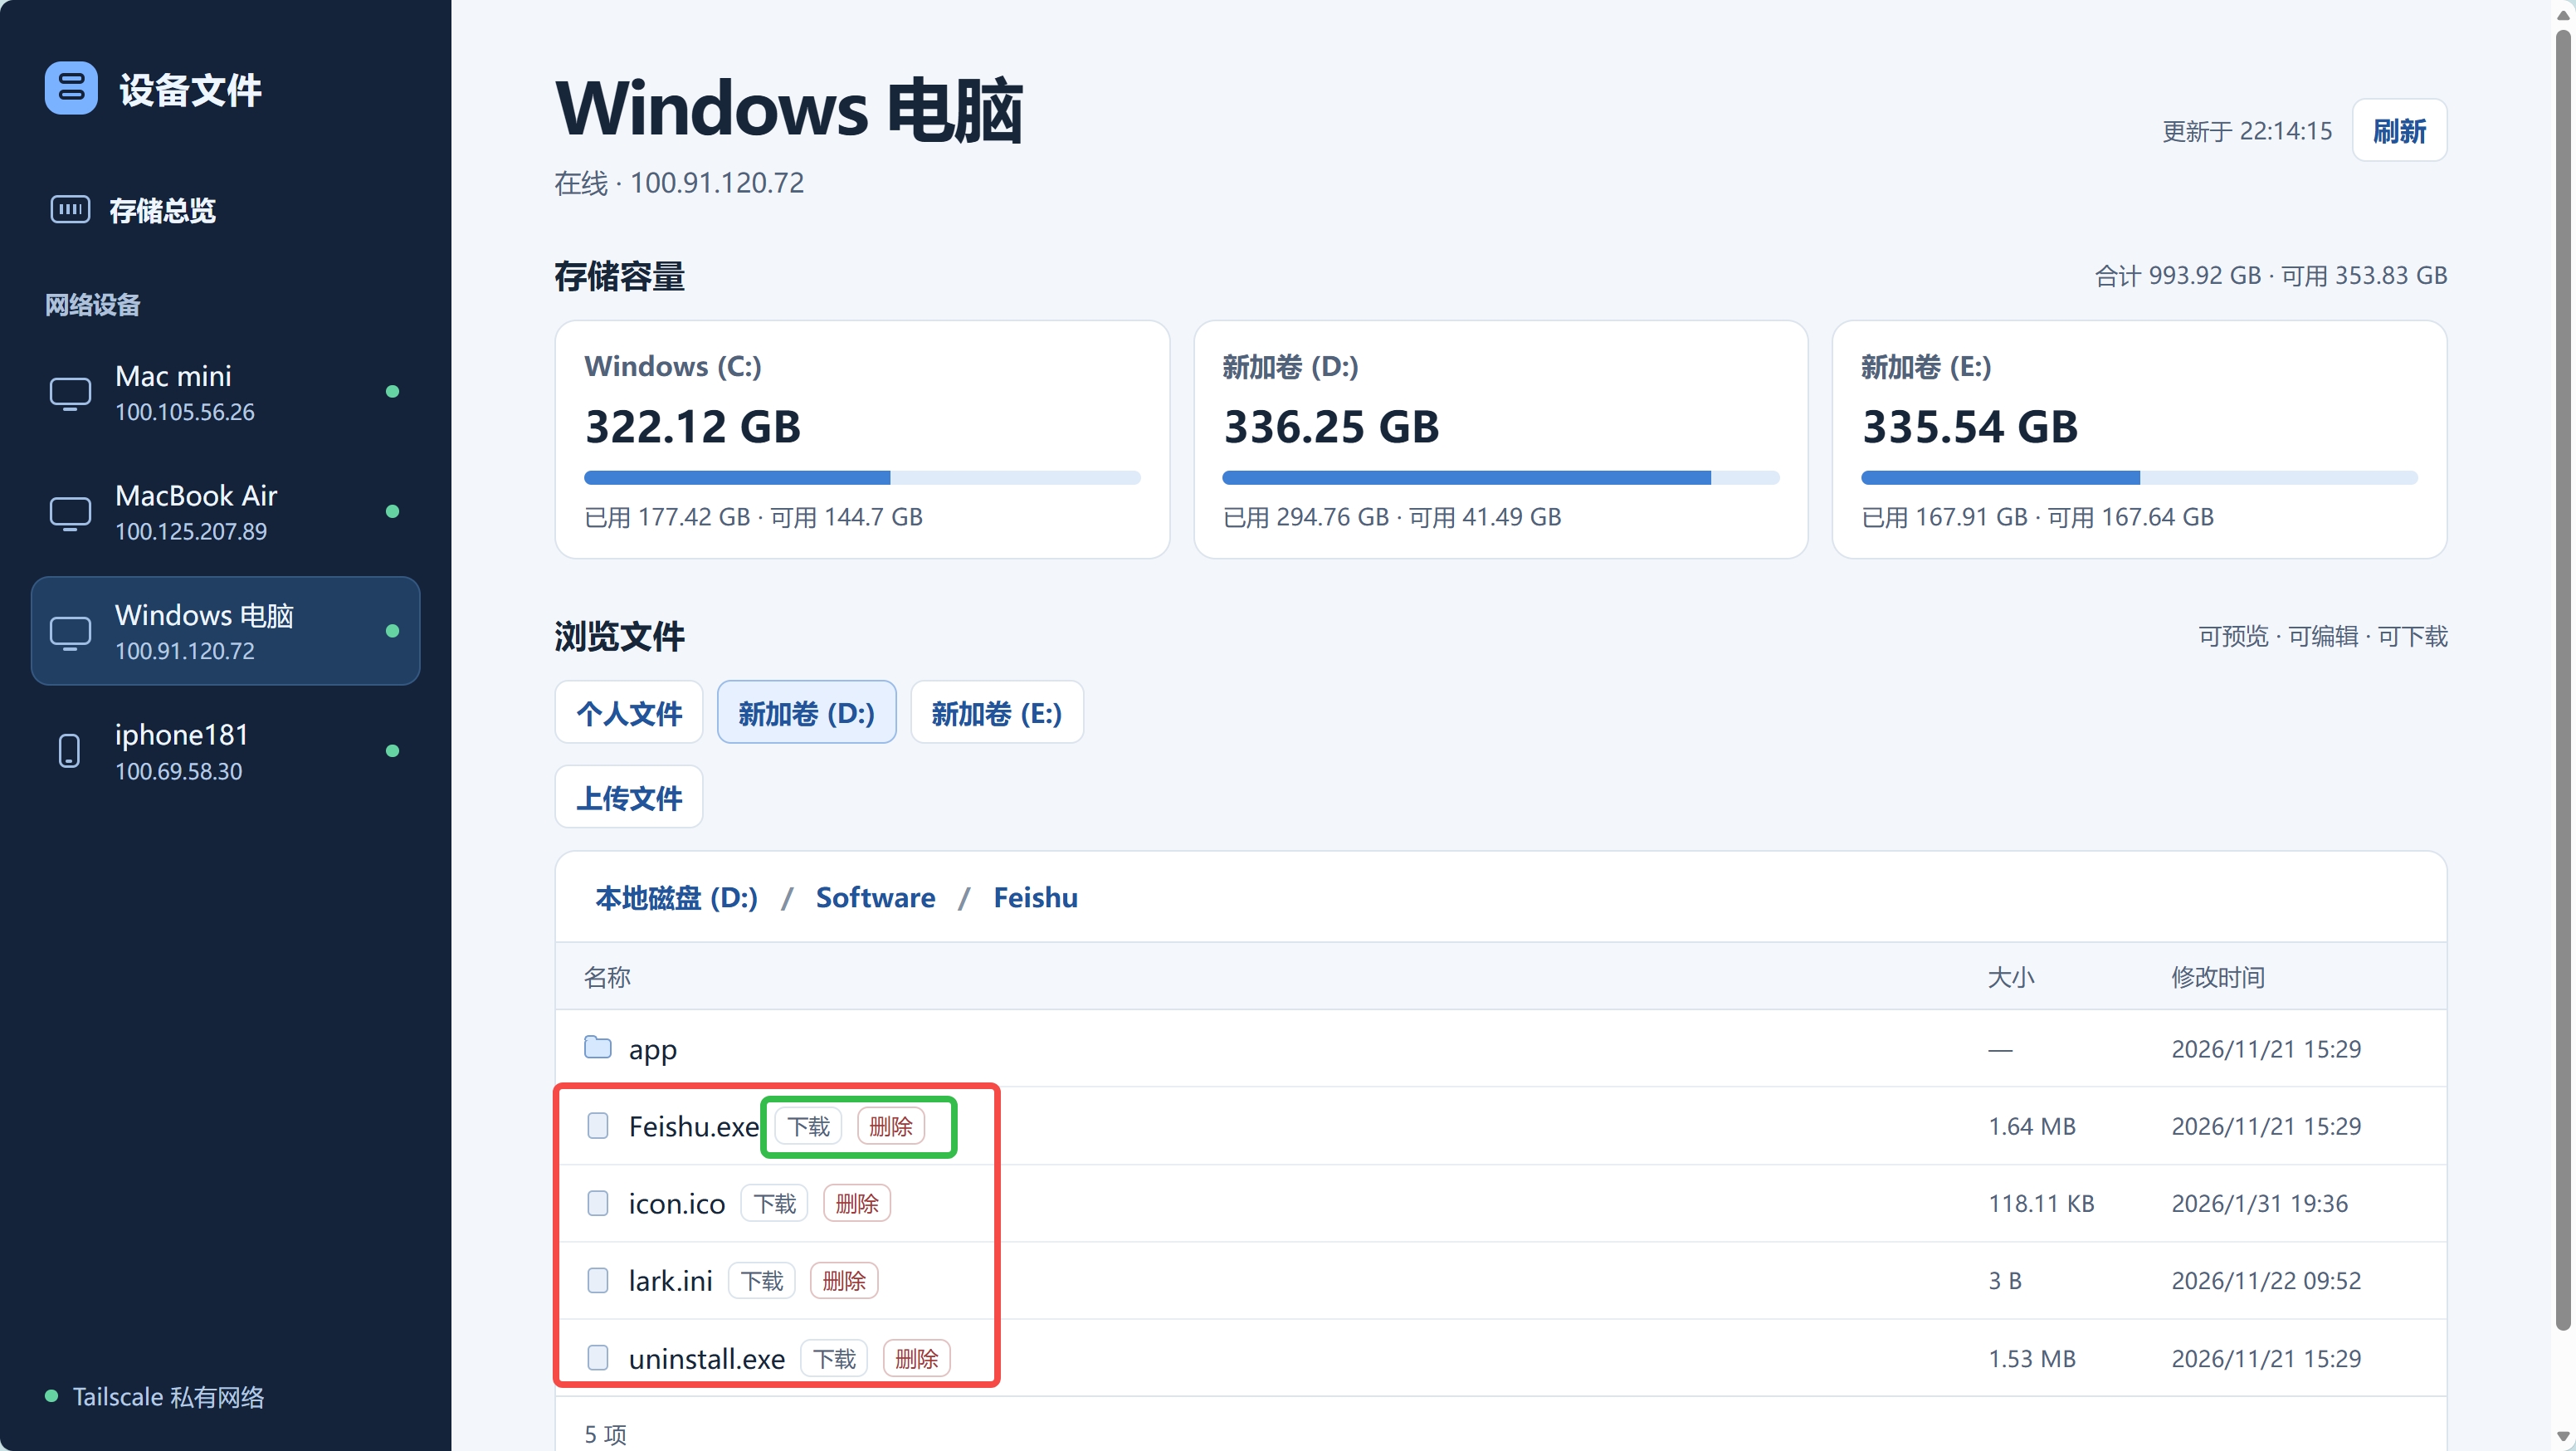 设备文件
存储总览
网络设备
Mac mini
100.105.56.26
MacBook Air
100.125.207.89
Windows 电脑
100.91.120.72
iphone181
100.69.58.30
Tailscale 私有网络
Windows 电脑
在线 · 100.91.120.72
更新于 22:14:15 刷新
存储容量
合计 993.92 GB · 可用 353.83 GB
Windows (C:)
322.12 GB
已用 177.42 GB · 可用 144.7 GB
新加卷 (D:)
336.25 GB
已用 294.76 GB · 可用 41.49 GB
新加卷 (E:)
335.54 GB
已用 167.91 GB · 可用 167.64 GB
浏览文件
可预览 · 可编辑 · 可下载
个人文件 新加卷 (D:) 新加卷 (E:)
上传文件
本地磁盘 (D:) / Software / Feishu
名称 大小 修改时间
app — 2026/11/21 15:29
Feishu.exe 下载 删除 1.64 MB 2026/11/21 15:29
icon.ico 下载 删除 118.11 KB 2026/1/31 19:36
lark.ini 下载 删除 3 B 2026/11/22 09:52
uninstall.exe 下载 删除 1.53 MB 2026/11/21 15:29
5 项